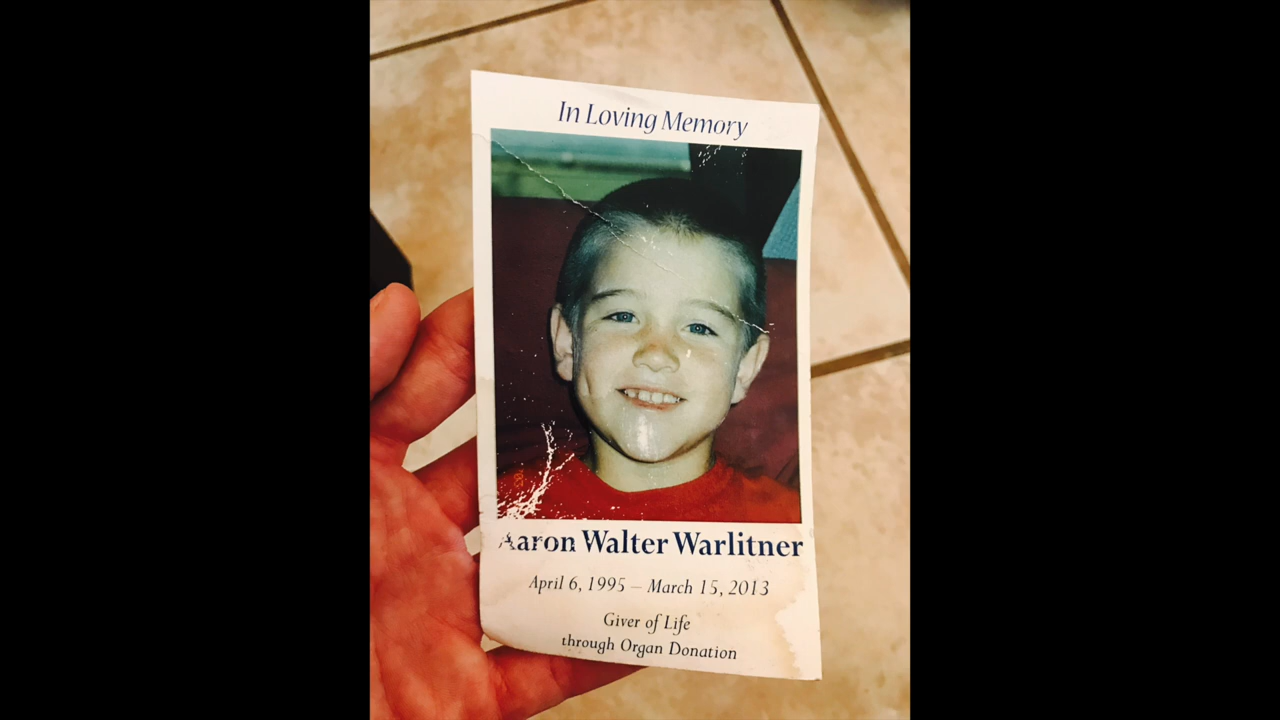 In Loving Memory
Aaron Walter Warlitner
April 6, 1995 – March 15, 2013
Giver of Life
through Organ Donation